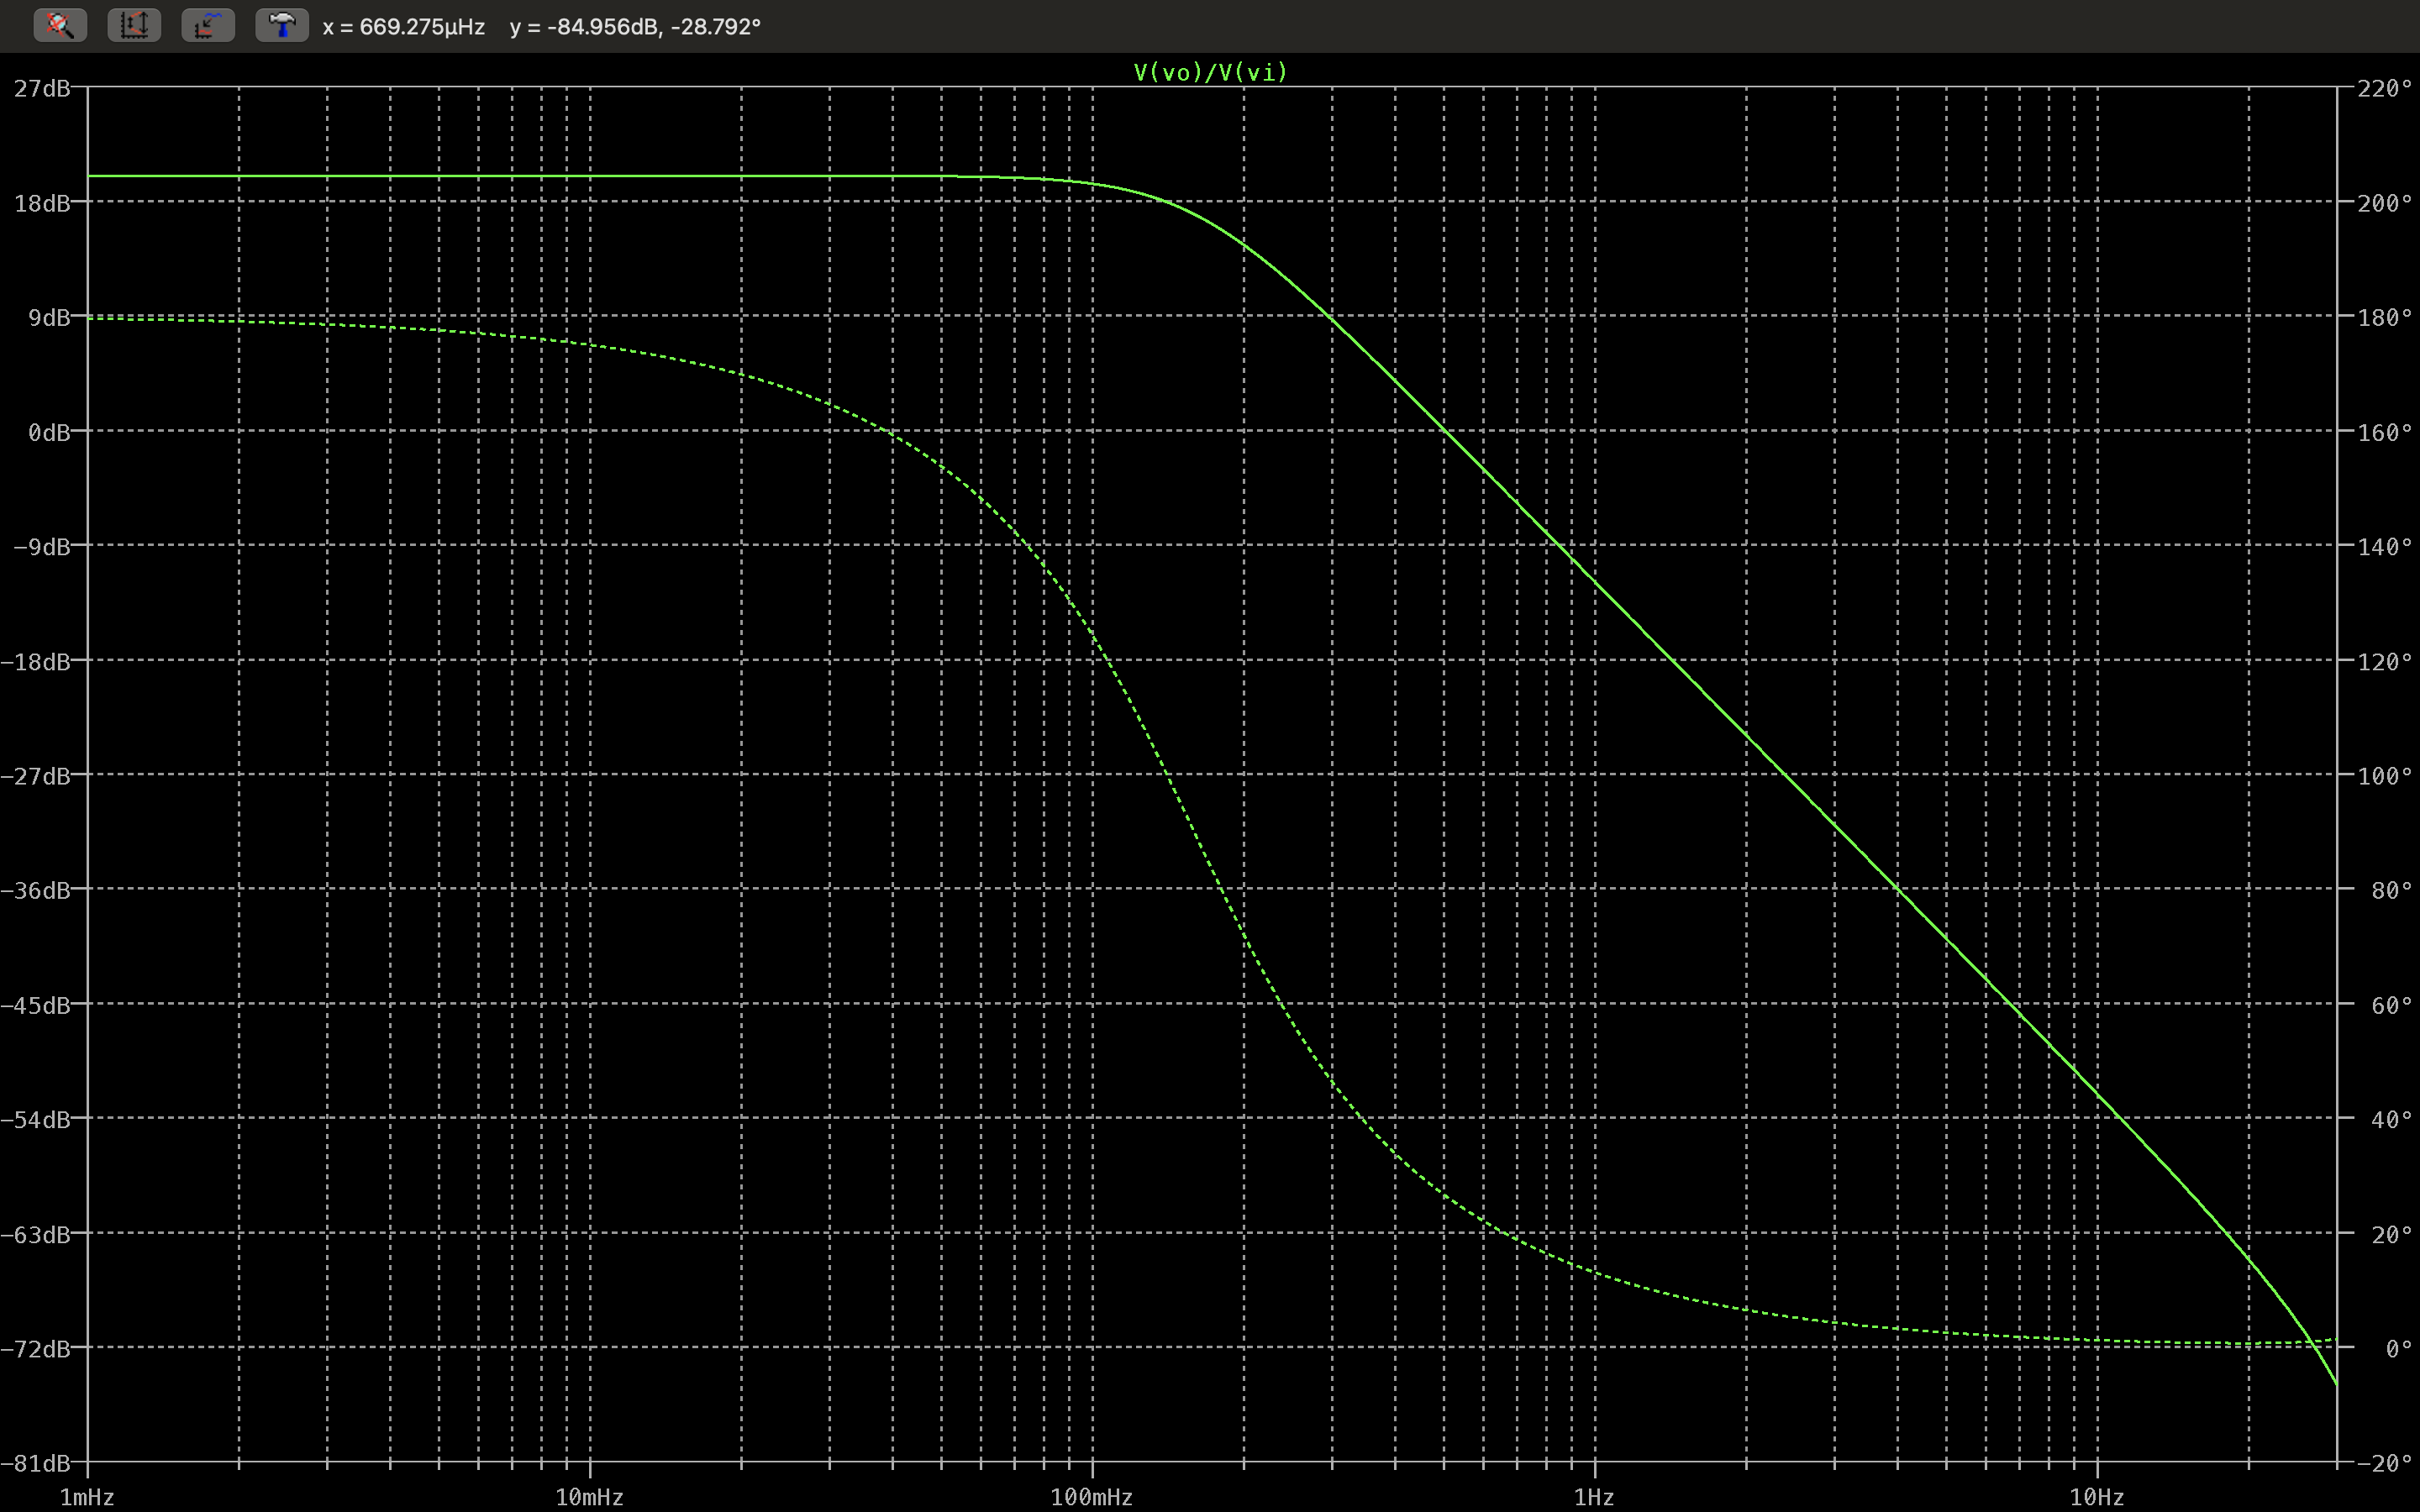 x = 669.275µHz y = -84.956dB, -28.792°
V(vo)/V(vi)
27dB 220°
18dB 200°
9dB 180°
0dB 160°
-9dB 140°
-18dB 120°
-27dB 100°
-36dB 80°
-45dB 60°
-54dB 40°
-63dB 20°
-72dB 0°
-81dB -20°
1mHz 10mHz 100mHz 1Hz 10Hz